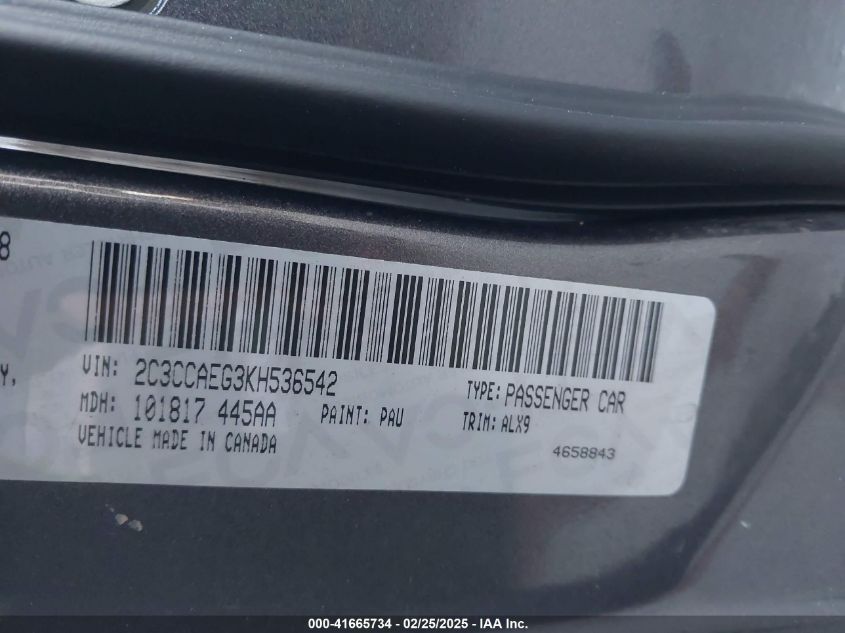 8
Y,
VIN: 2C3CCAEG3KH536542
TYPE: PASSENGER CAR
MDH: 101817 445AA
PAINT: PAU
TRIM: ALX9
VEHICLE MADE IN CANADA
4658843
000-41665734 - 02/25/2025 - IAA Inc.